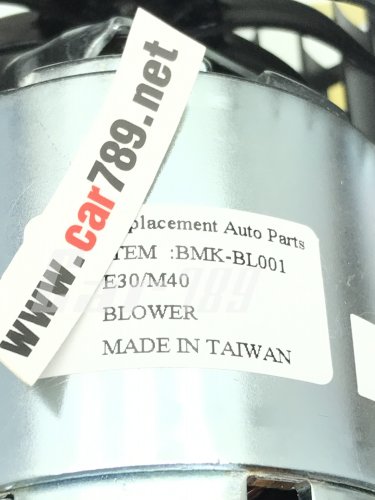 www.car789.net
placement Auto Parts
TEM :BMK-BL001
E30/M40
BLOWER
MADE IN TAIWAN